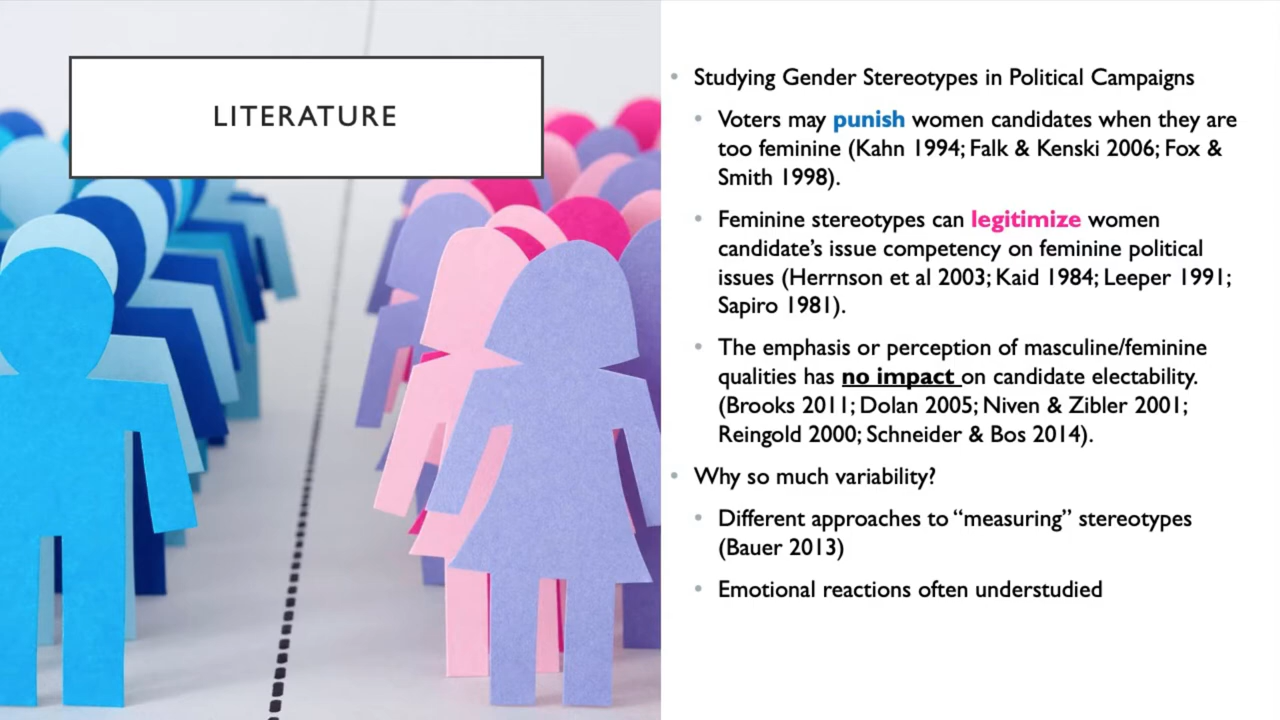 LITERATURE
Studying Gender Stereotypes in Political Campaigns
Voters may punish women candidates when they are
too feminine (Kahn 1994; Falk & Kenski 2006; Fox &
Smith 1998).
Feminine stereotypes can legitimize women
candidate’s issue competency on feminine political
issues (Herrnson et al 2003; Kaid 1984; Leeper 1991;
Sapiro 1981).
The emphasis or perception of masculine/feminine
qualities has no impact on candidate electability.
(Brooks 2011; Dolan 2005; Niven & Zibler 2001;
Reingold 2000; Schneider & Bos 2014).
Why so much variability?
Different approaches to “measuring” stereotypes
(Bauer 2013)
Emotional reactions often understudied